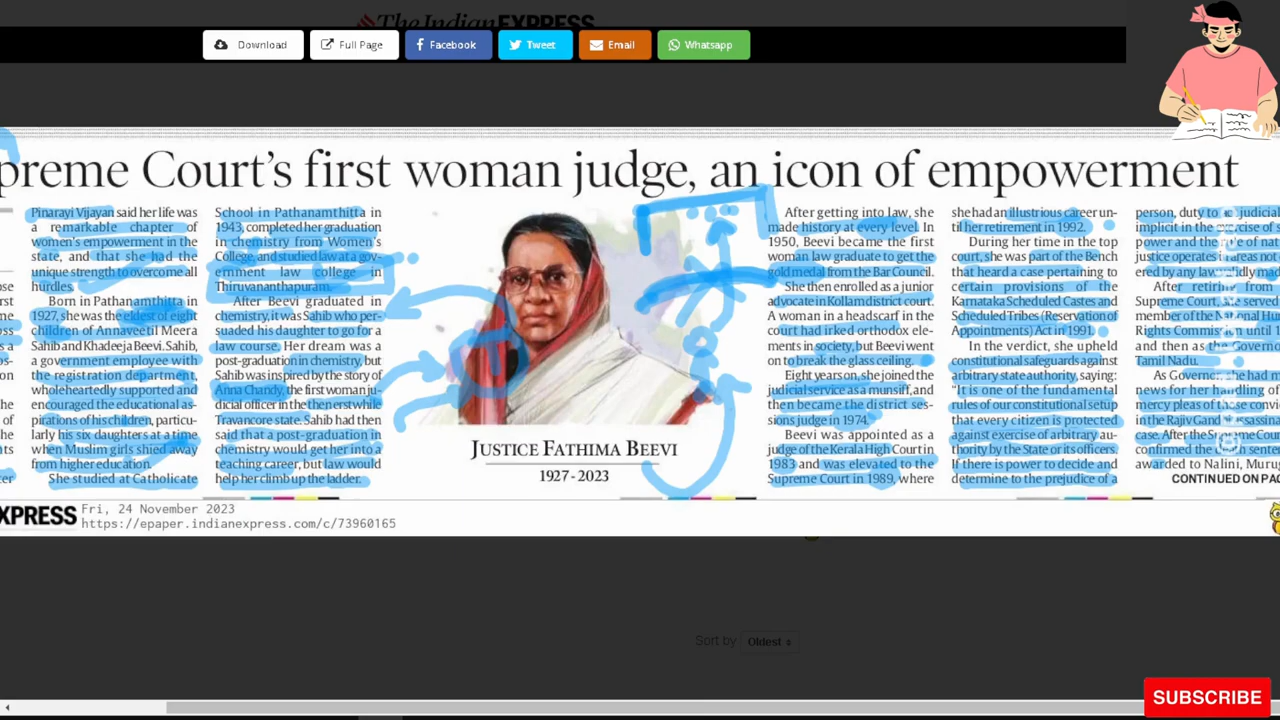 The Indian EXPRESS
Download
Full Page
Facebook
Tweet
Email
Whatsapp
preme Court's first woman judge, an icon of empowerment
Pinarayi Vijayan said her life was
a remarkable chapter of
women's empowerment in the
state, and that she had the
unique strength to overcome all
hurdles.
Born in Pathanamthitta in
1927, she was the eldest of eight
children of Annaveetil Meera
Sahib and Khadeeja Beevi. Sahib,
a government employee with
the registration department,
wholeheartedly supported and
encouraged the educational as-
pirations of his children, particu-
larly his six daughters at a time
when Muslim girls shied away
from higher education.
She studied at Catholicate
School in Pathanamthitta in
1943, completed her graduation
in chemistry from Women's
College, and studied law at a gov-
ernment law college in
Thiruvananthapuram.
After Beevi graduated in
chemistry, it was Sahib who per-
suaded his daughter to go for a
law course. Her dream was a
post-graduation in chemistry, but
Sahib was inspired by the story of
Anna Chandy, the first woman ju-
dicial officer in the then erstwhile
Travancore state. Sahib had then
said that a post-graduation in
chemistry would get her into a
teaching career, but law would
help her climb up the ladder.
JUSTICE FATHIMA BEEVI
1927 - 2023
After getting into law, she
made history at every level. In
1950, Beevi became the first
woman law graduate to get the
gold medal from the Bar Council.
She then enrolled as a junior
advocate in Kollam district court.
A woman in a headscarf in the
court had irked orthodox ele-
ments in society, but Beevi went
on to break the glass ceiling.
Eight years on, she joined the
judicial service as a munsiff, and
then became the district ses-
sions judge in 1974.
Beevi was appointed as a
judge of the Kerala High Court in
1983 and was elevated to the
Supreme Court in 1989, where
she had an illustrious career un-
til her retirement in 1992.
During her time in the top
court, she was part of the Bench
that heard a case pertaining to
certain provisions of the
Karnataka Scheduled Castes and
Scheduled Tribes (Reservation of
Appointments) Act in 1991.
In the verdict, she upheld
constitutional safeguards against
arbitrary state authority, saying:
"It is one of the fundamental
rules of our constitutional setup
that every citizen is protected
against exercise of arbitrary au-
thority by the State or its officers.
If there is power to decide and
determine to the prejudice of a
person, duty to judicial
implicit in the exercise of s
power and the of nat
justice operates in areas not
ered by any law
After retiring from
Supreme Court, she served
member of the National Hum
Rights Commission until
and then as the Governo
Tamil Nadu.
As Governor, she had m
news for her handling of
mercy pleas of convi
in the Rajiv Gandhi assassina
case. After the Supreme Cour
confirmed the death senten
awarded to Nalini, Murug
CONTINUED ON PAG
EXPRESS
Fri, 24 November 2023
https://epaper.indianexpress.com/c/73960165
Sort by
Oldest
SUBSCRIBE